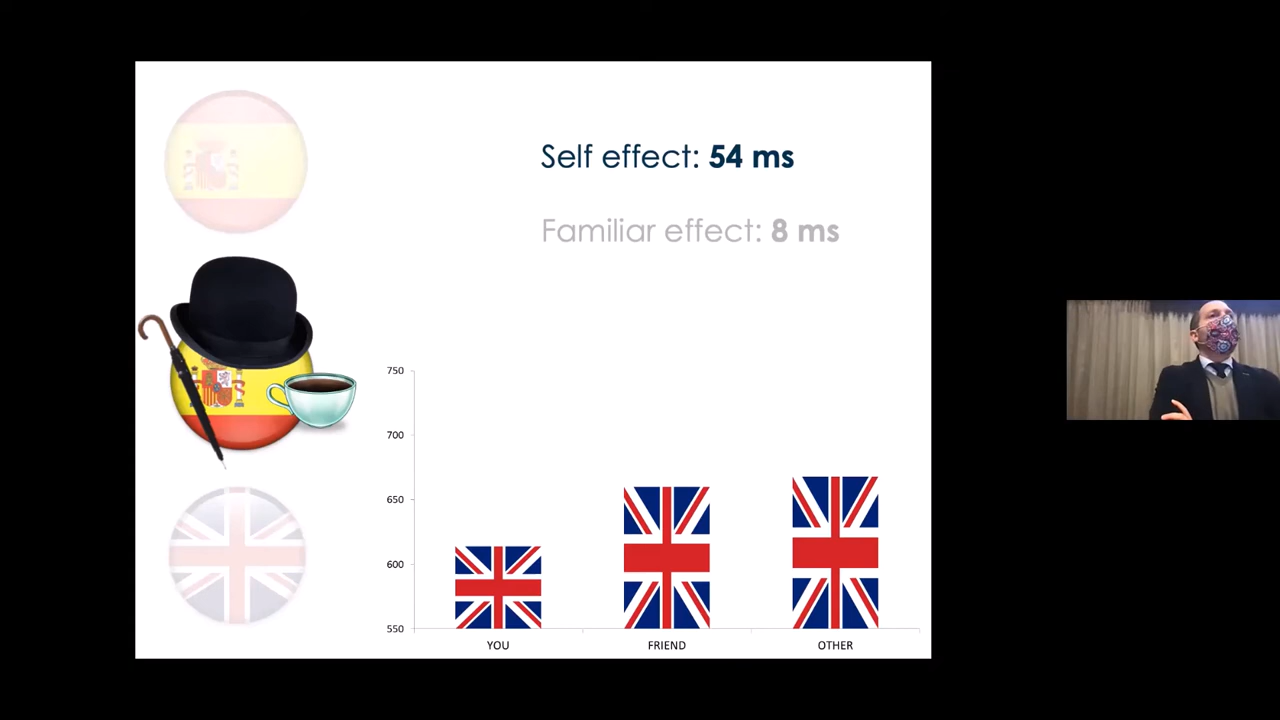 Self effect: 54 ms
Familiar effect: 8 ms
750
700
650
600
550
YOU FRIEND OTHER